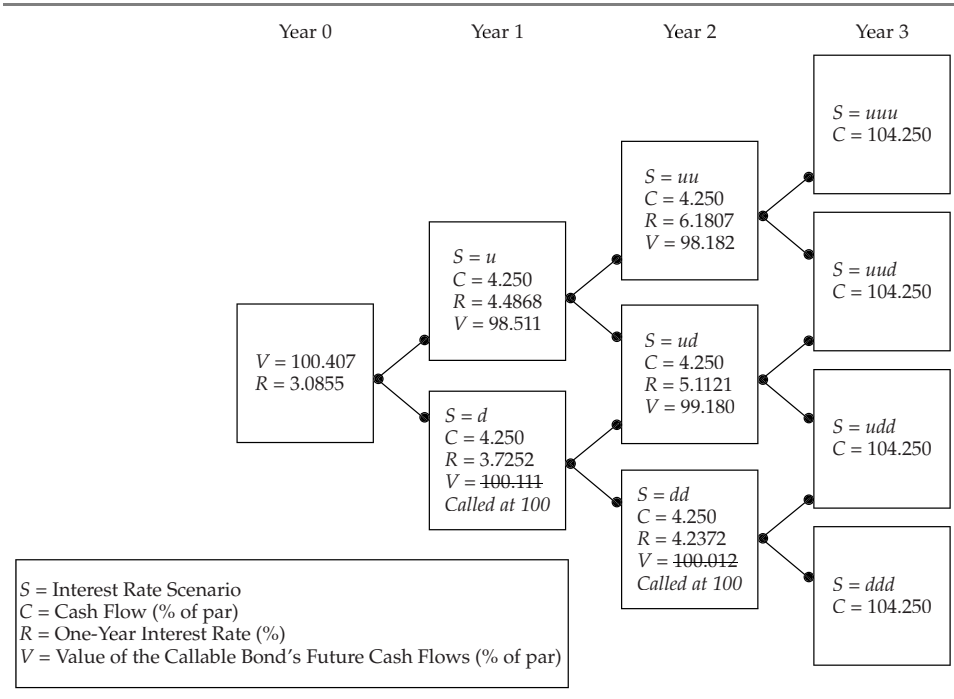 Year 0 Year 1 Year 2 Year 3
V = 100.407
R = 3.0855
S = u
C = 4.250
R = 4.4868
V = 98.511
S = d
C = 4.250
R = 3.7252
V = 100.111
Called at 100
S = uu
C = 4.250
R = 6.1807
V = 98.182
S = ud
C = 4.250
R = 5.1121
V = 99.180
S = dd
C = 4.250
R = 4.2372
V = 100.012
Called at 100
S = uuu
C = 104.250
S = uud
C = 104.250
S = udd
C = 104.250
S = ddd
C = 104.250
S = Interest Rate Scenario
C = Cash Flow (% of par)
R = One-Year Interest Rate (%)
V = Value of the Callable Bond's Future Cash Flows (% of par)